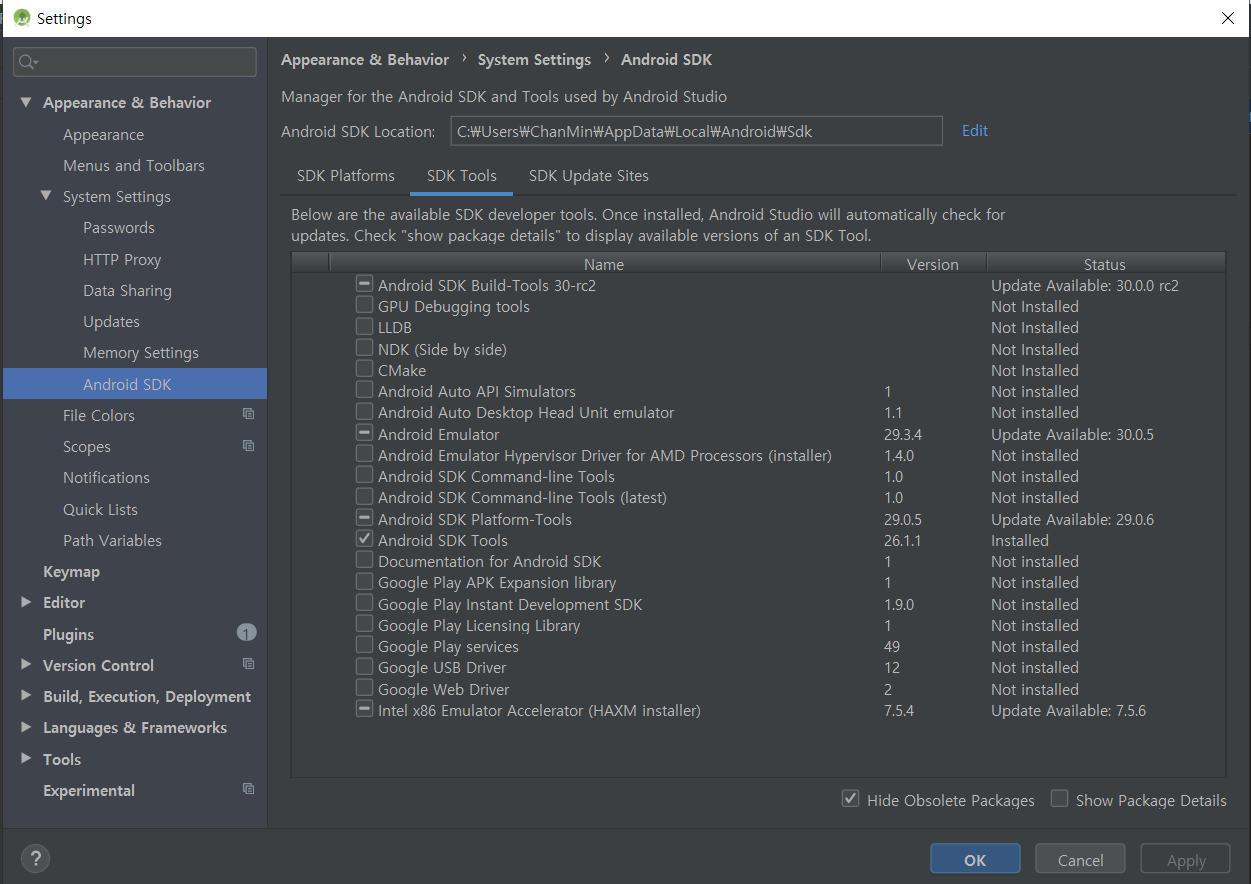 Settings
Appearance & Behavior
Appearance
Menus and Toolbars
System Settings
Passwords
HTTP Proxy
Data Sharing
Updates
Memory Settings
Android SDK
File Colors
Scopes
Notifications
Quick Lists
Path Variables
Keymap
Editor
Plugins 1
Version Control
Build, Execution, Deployment
Languages & Frameworks
Tools
Experimental
?
Appearance & Behavior › System Settings › Android SDK
Manager for the Android SDK and Tools used by Android Studio
Android SDK Location: C:₩Users₩ChanMin₩AppData₩Local₩Android₩Sdk Edit
SDK Platforms SDK Tools SDK Update Sites
Below are the available SDK developer tools. Once installed, Android Studio will automatically check for
updates. Check "show package details" to display available versions of an SDK Tool.
Name Version Status
Android SDK Build-Tools 30-rc2 Update Available: 30.0.0 rc2
GPU Debugging tools Not Installed
LLDB Not Installed
NDK (Side by side) Not Installed
CMake Not Installed
Android Auto API Simulators 1 Not installed
Android Auto Desktop Head Unit emulator 1.1 Not installed
Android Emulator 29.3.4 Update Available: 30.0.5
Android Emulator Hypervisor Driver for AMD Processors (installer) 1.4.0 Not installed
Android SDK Command-line Tools 1.0 Not installed
Android SDK Command-line Tools (latest) 1.0 Not installed
Android SDK Platform-Tools 29.0.5 Update Available: 29.0.6
Android SDK Tools 26.1.1 Installed
Documentation for Android SDK 1 Not installed
Google Play APK Expansion library 1 Not installed
Google Play Instant Development SDK 1.9.0 Not installed
Google Play Licensing Library 1 Not installed
Google Play services 49 Not installed
Google USB Driver 12 Not installed
Google Web Driver 2 Not installed
Intel x86 Emulator Accelerator (HAXM installer) 7.5.4 Update Available: 7.5.6
Hide Obsolete Packages Show Package Details
OK Cancel Apply